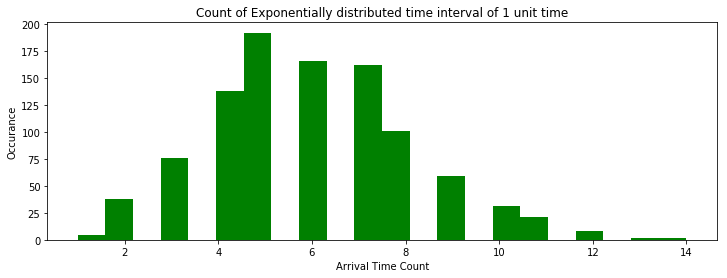 Count of Exponentially distributed time interval of 1 unit time
200
175
150
125
100
75
50
25
0
Occurance
2 4 6 8 10 12 14
Arrival Time Count